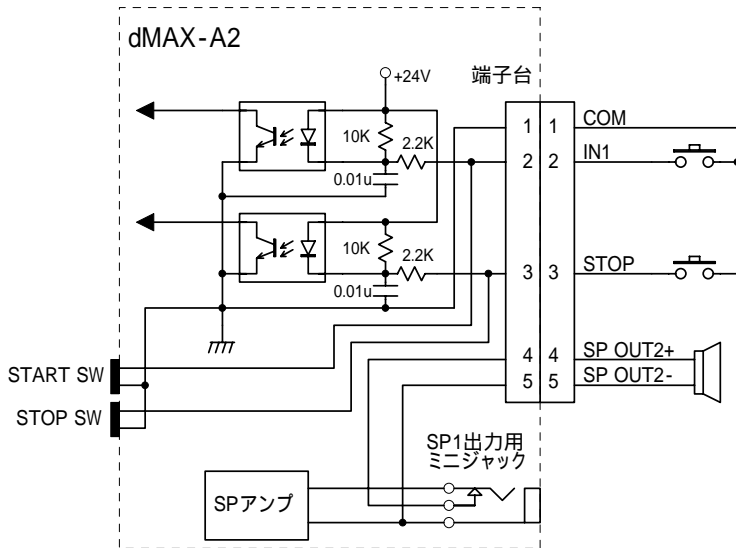 dMAX-A2
+24V
端子台
10K
2.2K
0.01u
1
1
COM
2
2
IN1
10K
2.2K
0.01u
3
3
STOP
START SW
STOP SW
4
4
SP OUT2+
5
5
SP OUT2-
SP1出力用
ミニジャック
SPアンプ